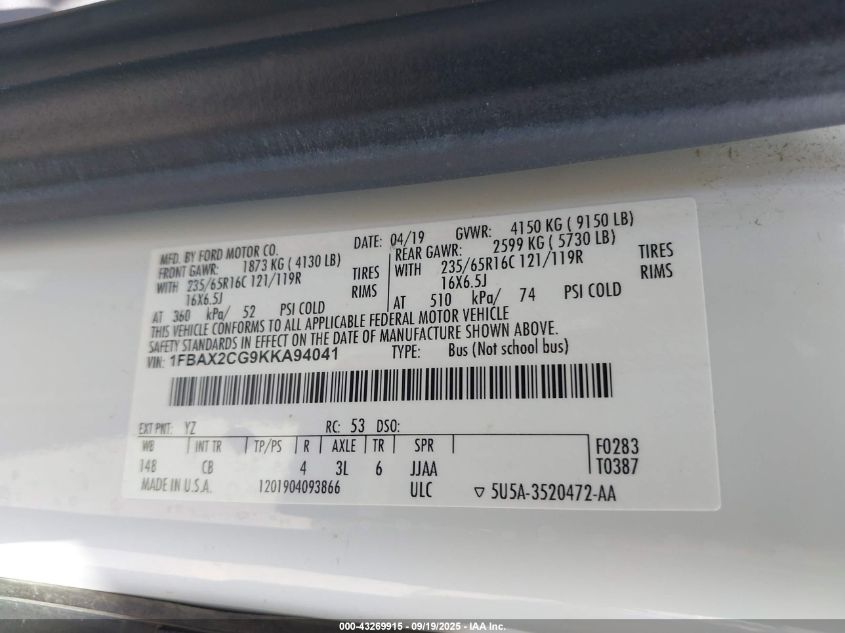 MFD. BY FORD MOTOR CO. DATE: 04/19 GVWR: 4150 KG ( 9150 LB)
FRONT GAWR: 1873 KG ( 4130 LB) REAR GAWR: 2599 KG ( 5730 LB)
WITH 235/65R16C 121/119R TIRES WITH 235/65R16C 121/119R TIRES
16X6.5J RIMS 16X6.5J RIMS
AT 360 kPa/ 52 PSI COLD AT 510 kPa/ 74 PSI COLD
THIS VEHICLE CONFORMS TO ALL APPLICABLE FEDERAL MOTOR VEHICLE
SAFETY STANDARDS IN EFFECT ON THE DATE OF MANUFACTURE SHOWN ABOVE.
VIN: 1FBAX2CG9KKA94041 TYPE: Bus (Not school bus)
EXT PNT: YZ RC: 53 DSO:
WB INT TR TP/PS R AXLE TR SPR F0283
148 CB 4 3L 6 JJAA T0387
MADE IN U.S.A. 1201904093866 ULC ▽ 5U5A-3520472-AA
000-43269915 - 09/19/2025 - IAA Inc.